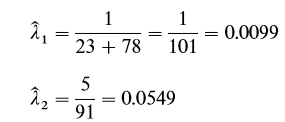 λ̂₁ = 1/(23 + 78) = 1/101 = 0.0099
λ̂₂ = 5/91 = 0.0549